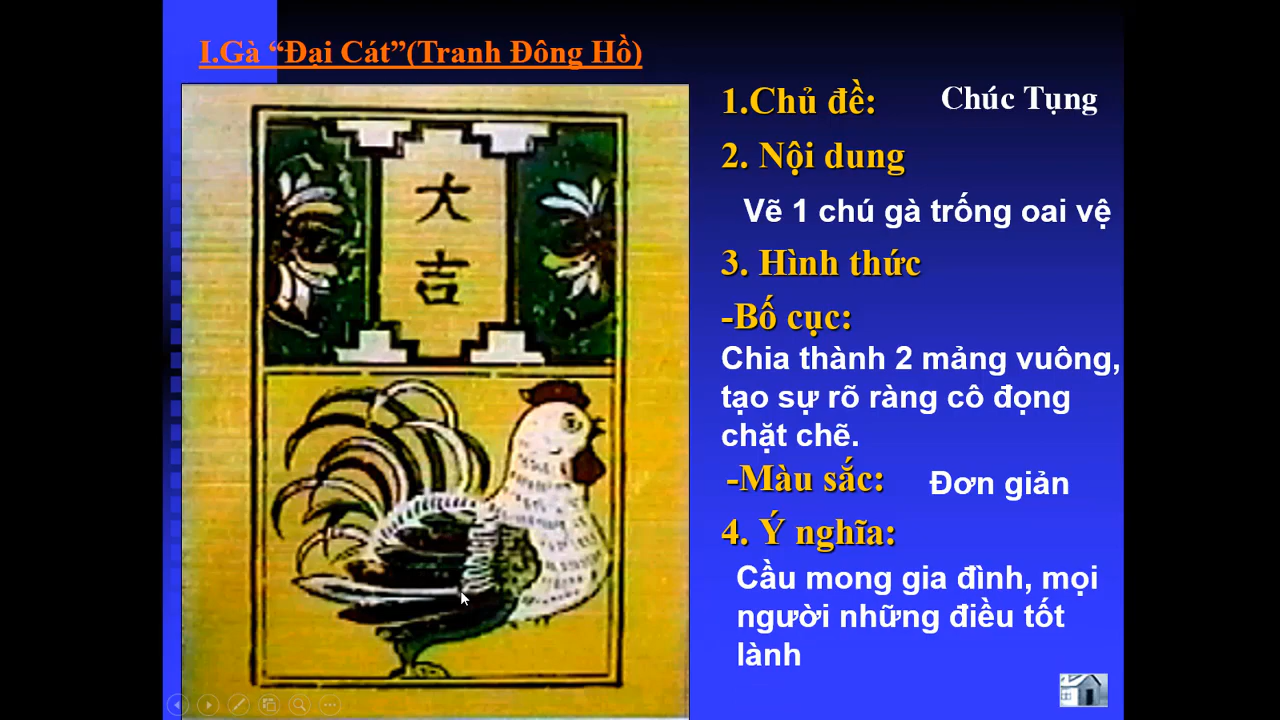 I.Gà “Đại Cát”(Tranh Đông Hồ)
大
吉
1.Chủ đề:
Chúc Tụng
2. Nội dung
Vẽ 1 chú gà trống oai vệ
3. Hình thức
-Bố cục:
Chia thành 2 mảng vuông,
tạo sự rõ ràng cô đọng
chặt chẽ.
-Màu sắc:
Đơn giản
4. Ý nghĩa:
Cầu mong gia đình, mọi
người những điều tốt
lành